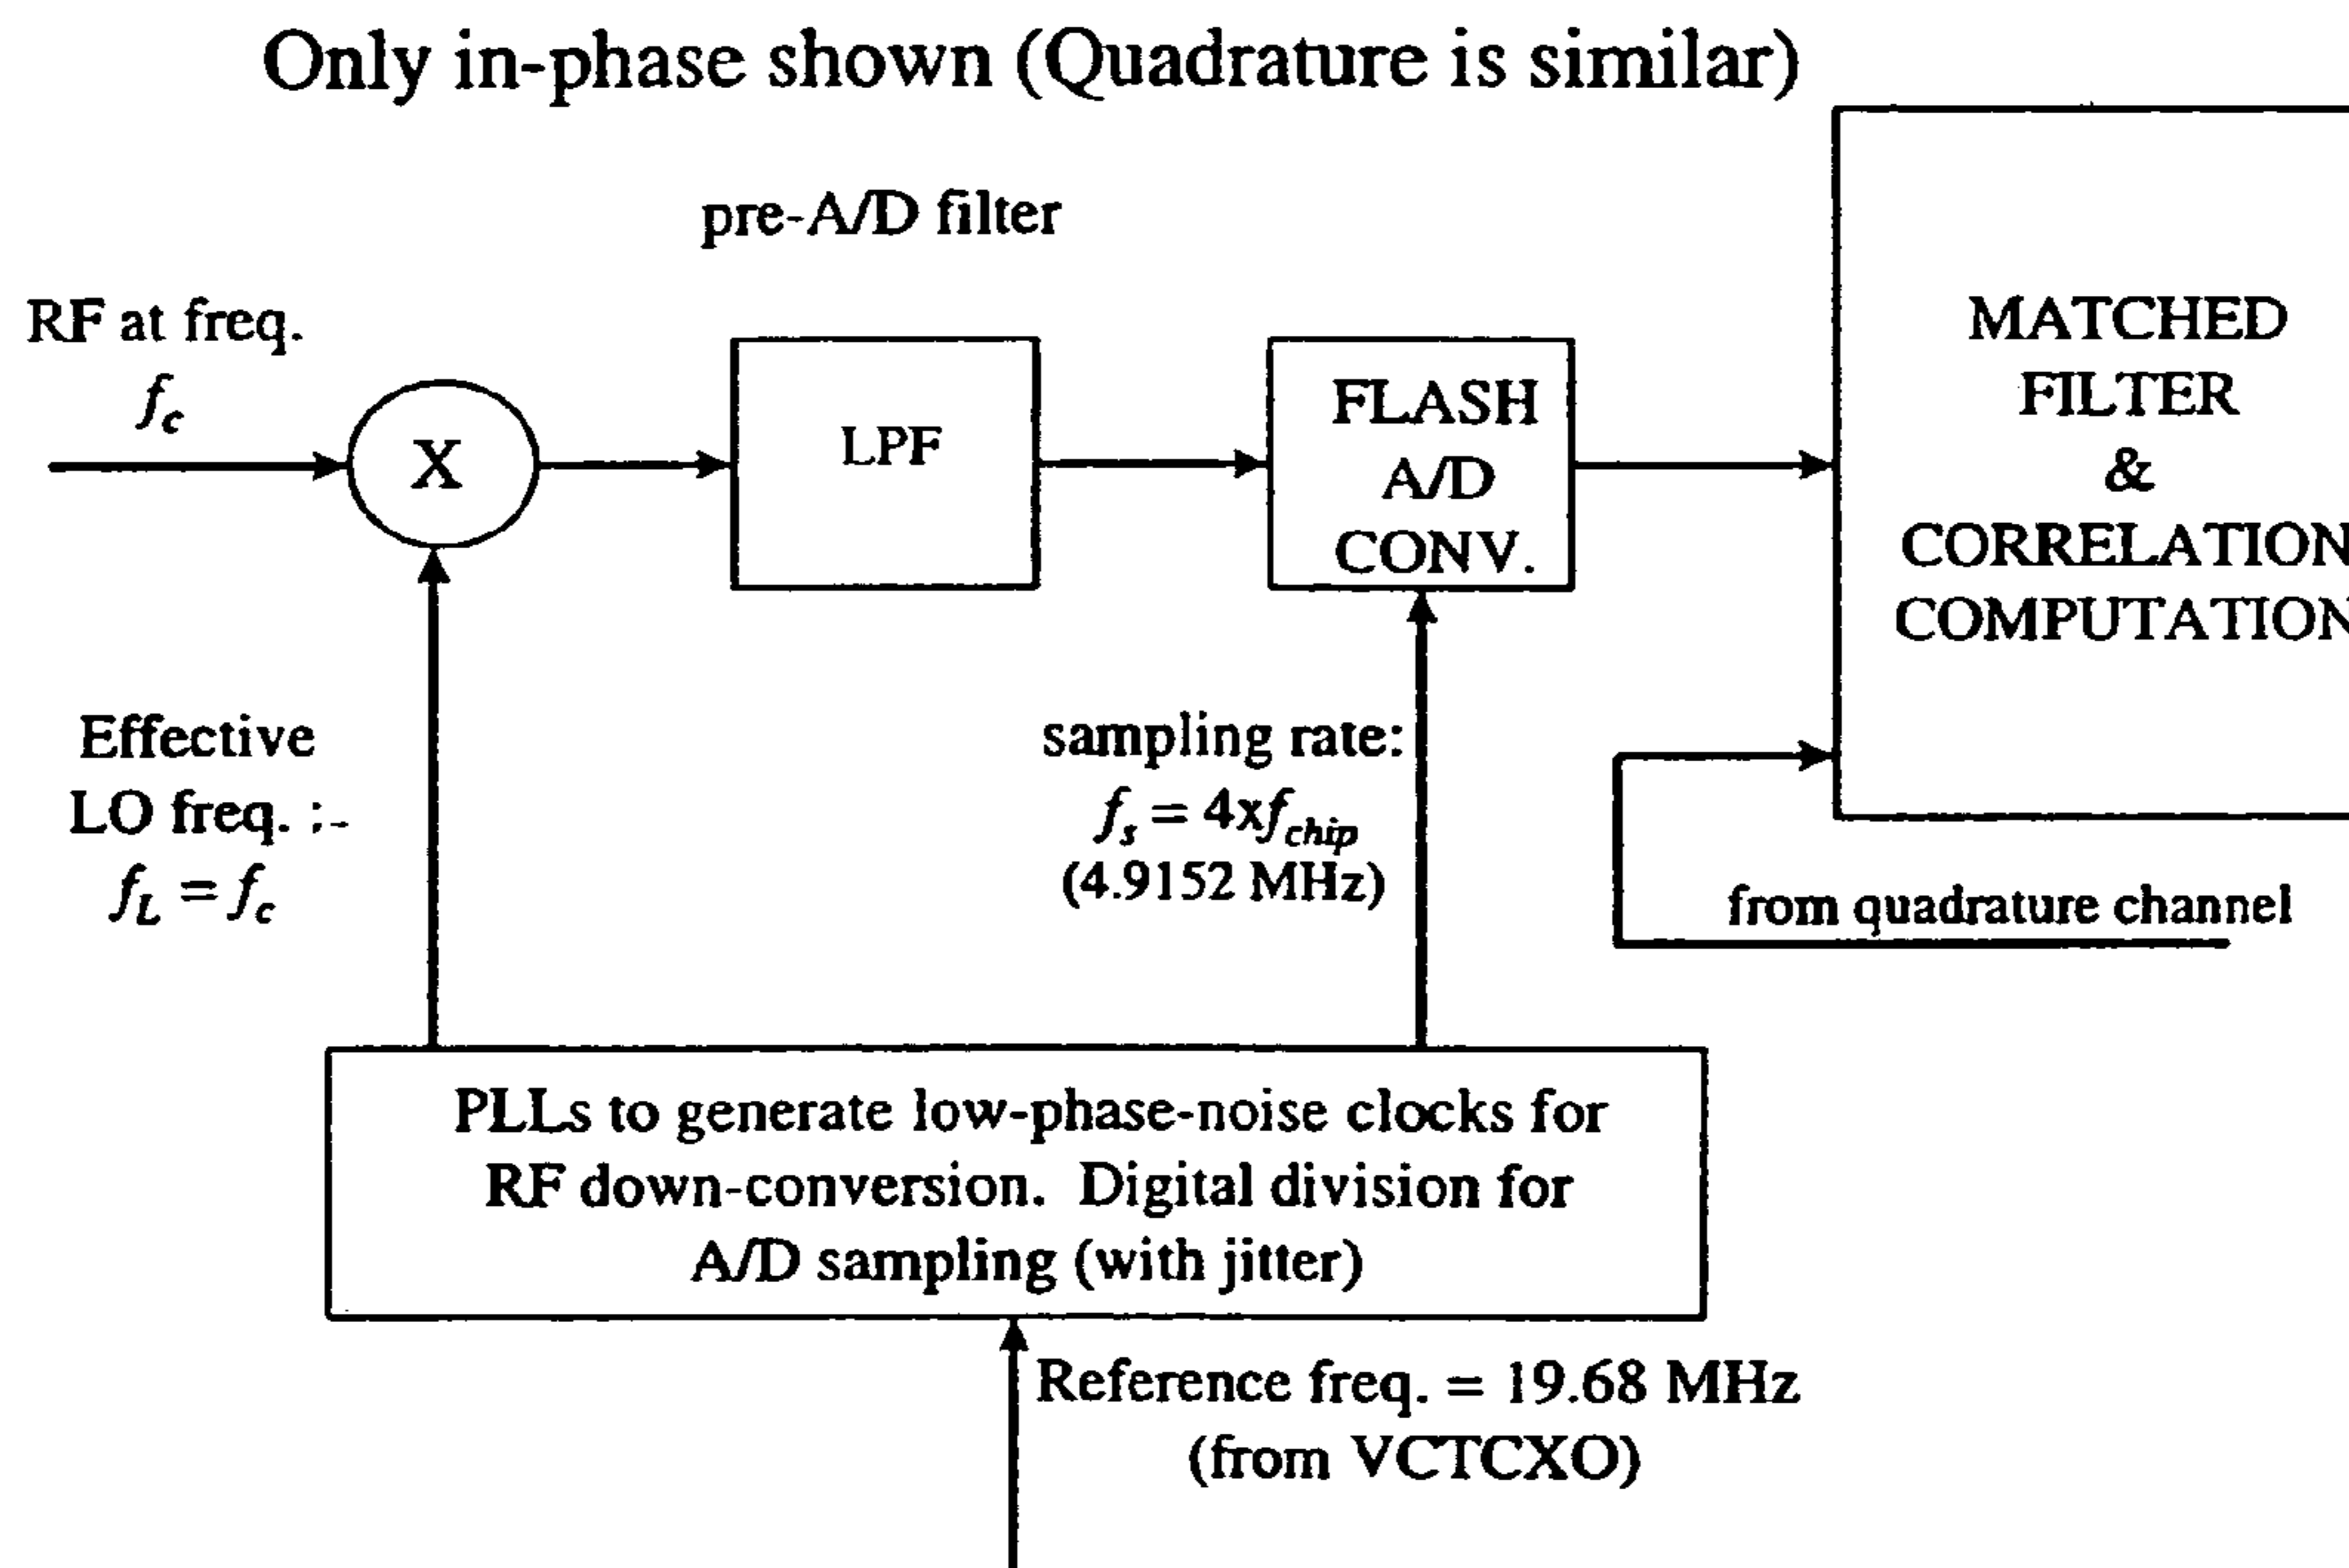 Only in-phase shown (Quadrature is similar)
pre-A/D filter
RF at freq.
f_c
X
LPF
FLASH
A/D
CONV.
MATCHED
FILTER
&
CORRELATION
COMPUTATION
Effective
LO freq. :-
f_L = f_c
sampling rate:
f_s = 4xf_chip
(4.9152 MHz)
from quadrature channel
PLLs to generate low-phase-noise clocks for
RF down-conversion. Digital division for
A/D sampling (with jitter)
Reference freq. = 19.68 MHz
(from VCTCXO)